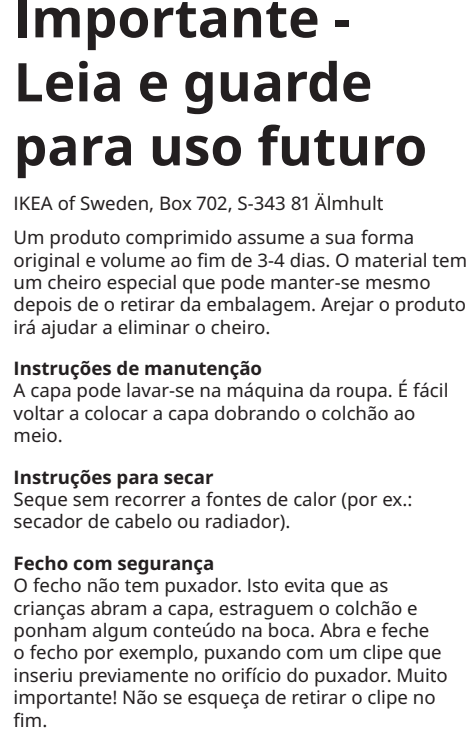 Importante -
Leia e guarde
para uso futuro
IKEA of Sweden, Box 702, S-343 81 Älmhult
Um produto comprimido assume a sua forma
original e volume ao fim de 3-4 dias. O material tem
um cheiro especial que pode manter-se mesmo
depois de o retirar da embalagem. Arejar o produto
irá ajudar a eliminar o cheiro.
Instruções de manutenção
A capa pode lavar-se na máquina da roupa. É fácil
voltar a colocar a capa dobrando o colchão ao
meio.
Instruções para secar
Seque sem recorrer a fontes de calor (por ex.:
secador de cabelo ou radiador).
Fecho com segurança
O fecho não tem puxador. Isto evita que as
crianças abram a capa, estraguem o colchão e
ponham algum conteúdo na boca. Abra e feche
o fecho por exemplo, puxando com um clipe que
inseriu previamente no orifício do puxador. Muito
importante! Não se esqueça de retirar o clipe no
fim.